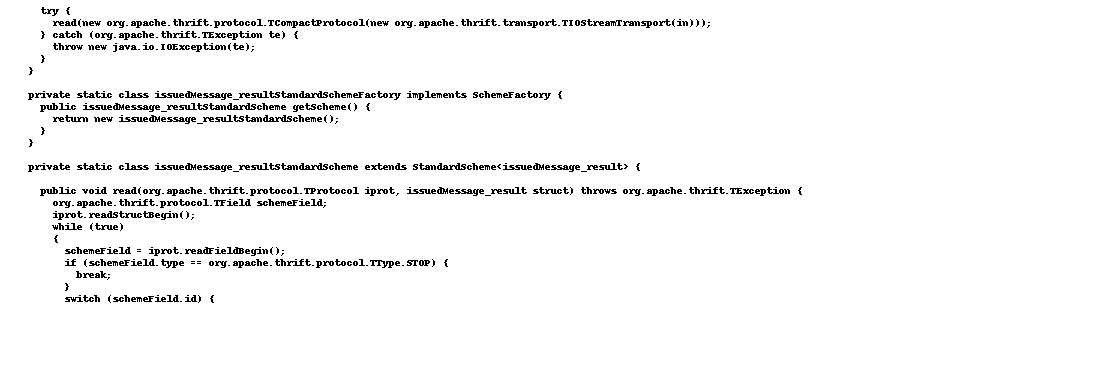 try {
read(new org.apache.thrift.protocol.TCompactProtocol(new org.apache.thrift.transport.TIOStreamTransport(in)));
} catch (org.apache.thrift.TException te) {
throw new java.io.IOException(te);
}
}
private static class issuedMessage_resultStandardSchemeFactory implements SchemeFactory {
public issuedMessage_resultStandardScheme getScheme() {
return new issuedMessage_resultStandardScheme();
}
}
private static class issuedMessage_resultStandardScheme extends StandardScheme<issuedMessage_result> {
public void read(org.apache.thrift.protocol.TProtocol iprot, issuedMessage_result struct) throws org.apache.thrift.TException {
org.apache.thrift.protocol.TField schemeField;
iprot.readStructBegin();
while (true)
{
schemeField = iprot.readFieldBegin();
if (schemeField.type == org.apache.thrift.protocol.TType.STOP) {
break;
}
switch (schemeField.id) {